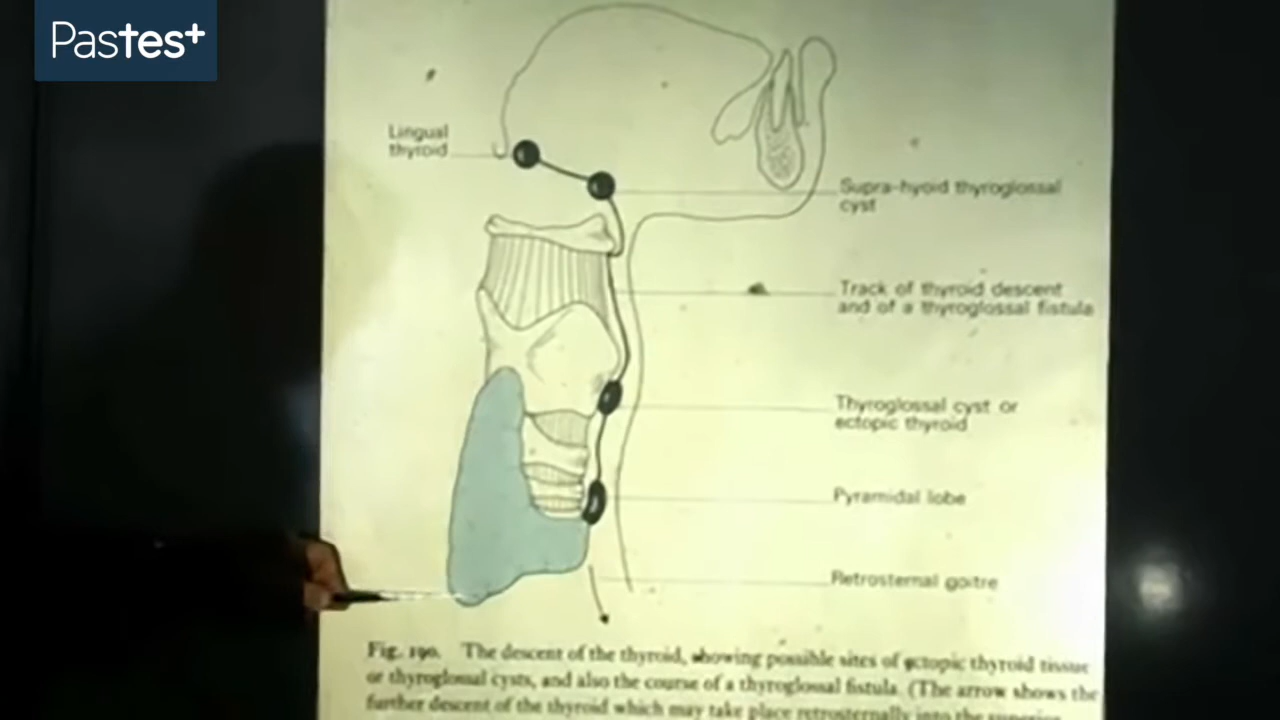 Pastest+
Lingual
thyroid
Supra-hyoid thyroglossal
cyst
Track of thyroid descent
and of a thyroglossal fistula
Thyroglossal cyst or
ectopic thyroid
Pyramidal lobe
Retrosternal goitre
Fig. 190. The descent of the thyroid, showing possible sites of ectopic thyroid tissue
or thyroglossal cysts, and also the course of a thyroglossal fistula. (The arrow shows the
further descent of the thyroid which may take place retrosternally into the superior